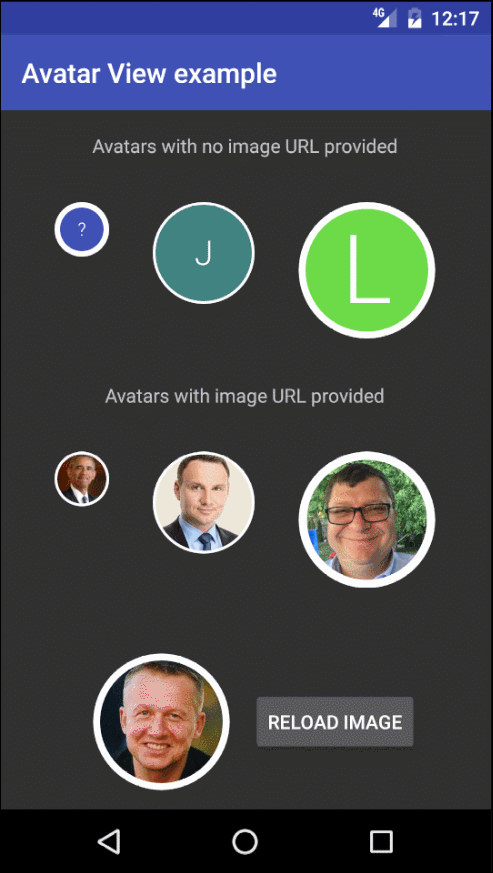 4G 12:17
Avatar View example
Avatars with no image URL provided
? J L
Avatars with image URL provided
RELOAD IMAGE